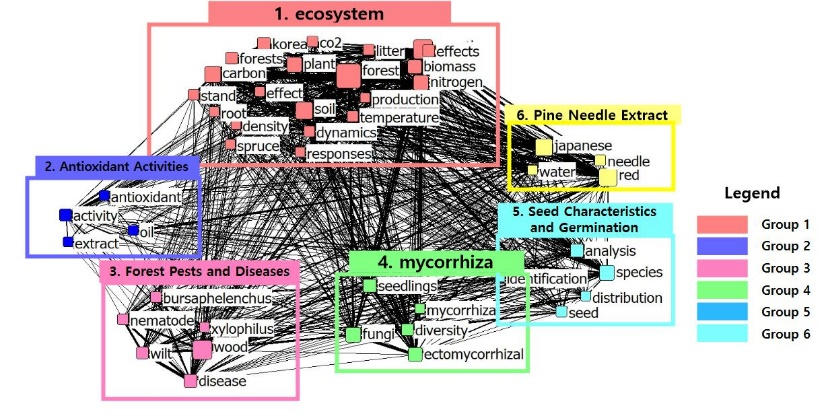 1. ecosystem
korea
co2
litter
effects
forests
plant
forest
biomass
carbon
nitrogen
stand
effect
production
root
soil
temperature
density
dynamics
spruce
responses
6. Pine Needle Extract
japanese
needle
water
red
2. Antioxidant Activities
antioxidant
activity
oil
extract
5. Seed Characteristics
and Germination
analysis
identification
species
distribution
seed
3. Forest Pests and Diseases
bursaphelenchus
nematode
xylophilus
wilt
wood
disease
4. mycorrhiza
seedlings
mycorrhiza
fungi
diversity
ectomycorrhizal
Legend
Group 1
Group 2
Group 3
Group 4
Group 5
Group 6